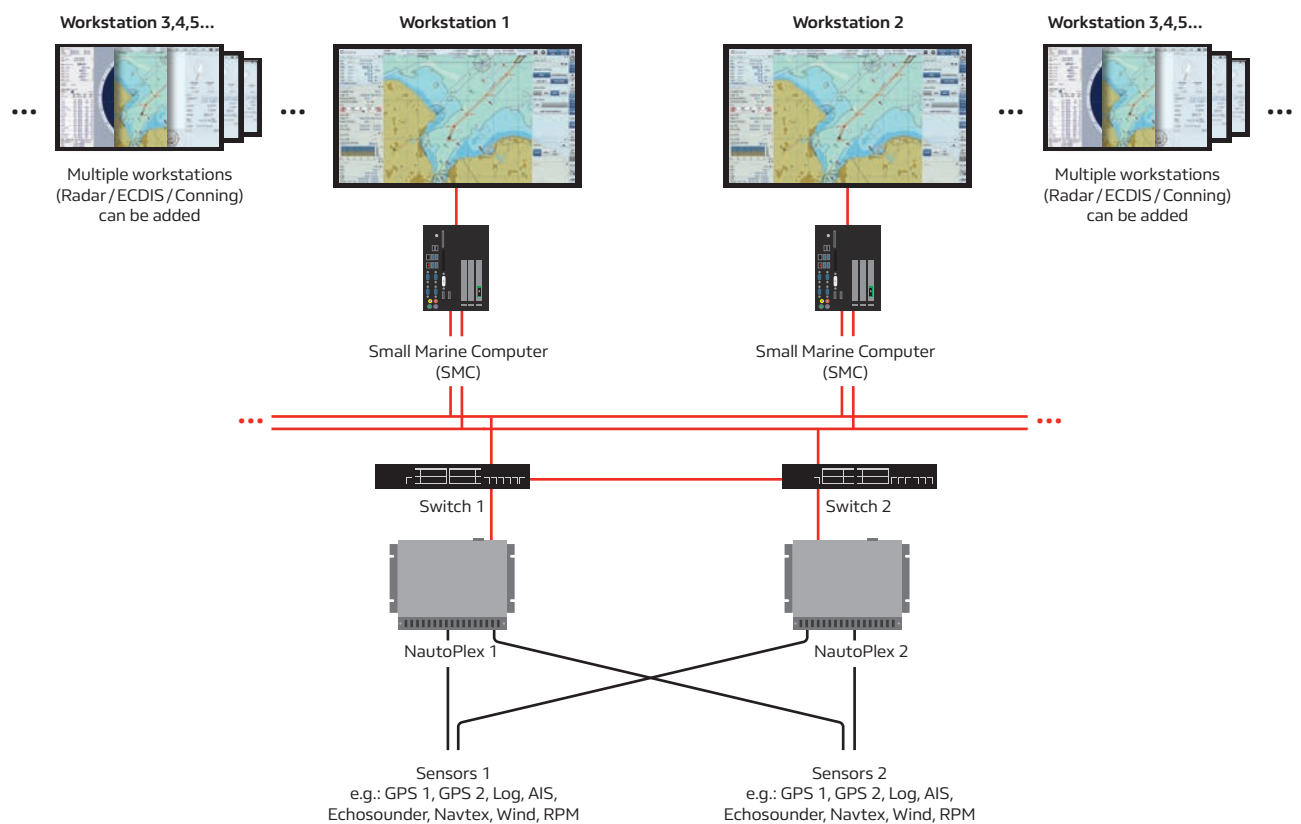 Workstation 3,4,5...
Workstation 1
Workstation 2
Workstation 3,4,5...
...
...
...
...
Multiple workstations
(Radar / ECDIS / Conning)
can be added
Multiple workstations
(Radar / ECDIS / Conning)
can be added
Small Marine Computer
(SMC)
Small Marine Computer
(SMC)
...
...
Switch 1
Switch 2
NautoPlex 1
NautoPlex 2
Sensors 1
e.g.: GPS 1, GPS 2, Log, AIS,
Echosounder, Navtex, Wind, RPM
Sensors 2
e.g.: GPS 1, GPS 2, Log, AIS,
Echosounder, Navtex, Wind, RPM